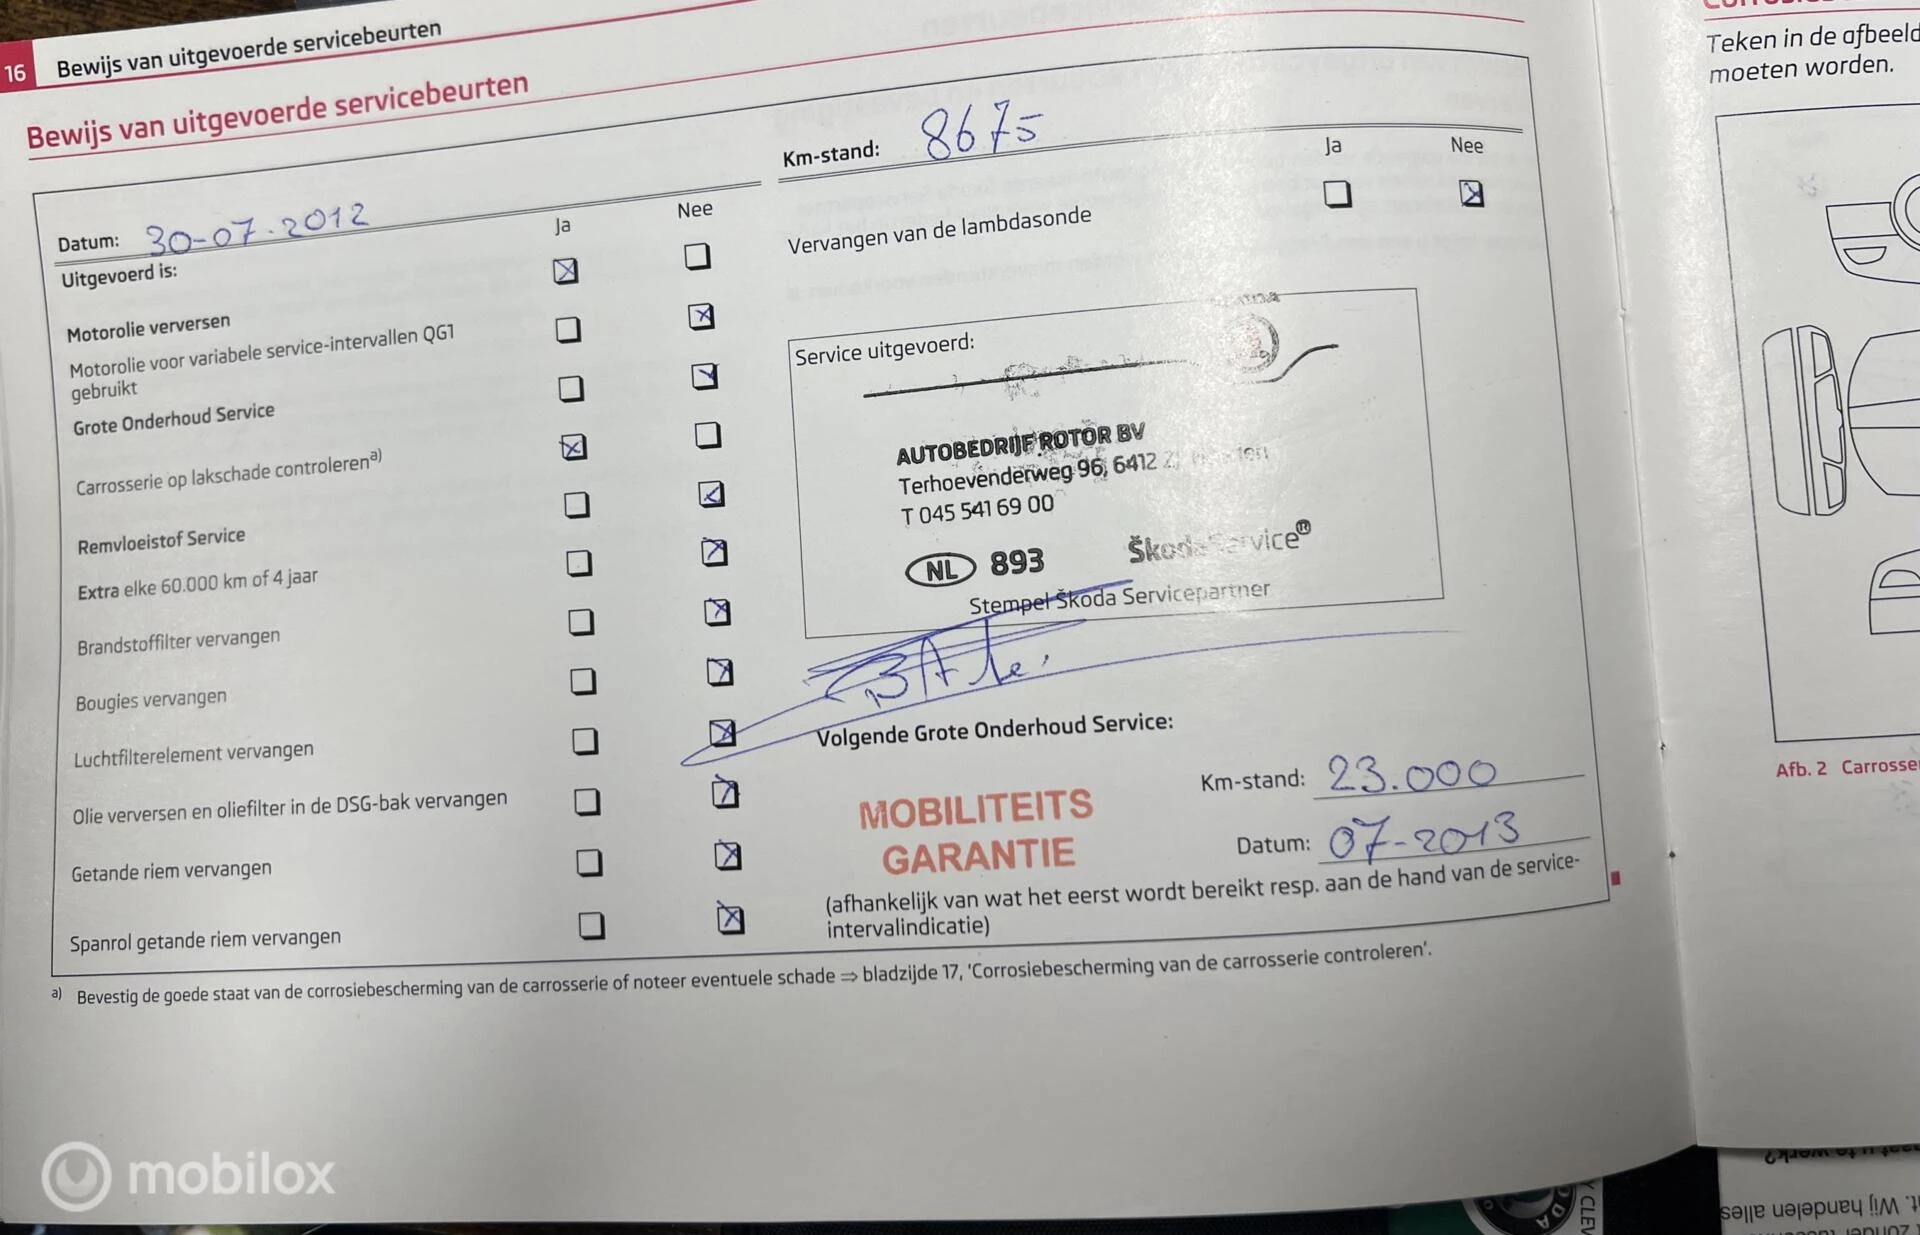 16 Bewijs van uitgevoerde servicebeurten
Bewijs van uitgevoerde servicebeurten
Datum: 30-07-2012
Ja Nee
Uitgevoerd is:
Motorolie verversen
Motorolie voor variabele service-intervallen QG1
gebruikt
Grote Onderhoud Service
Carrosserie op lakschade controleren a)
Remvloeistof Service
Extra elke 60.000 km of 4 jaar
Brandstoffilter vervangen
Bougies vervangen
Luchtfilterelement vervangen
Olie verversen en oliefilter in de DSG-bak vervangen
Getande riem vervangen
Spanrol getande riem vervangen
Km-stand: 8675
Ja Nee
Vervangen van de lambdasonde
Service uitgevoerd:
AUTOBEDRIJF ROTOR BV
Terhoevenderweg 96, 6412
T 045 541 69 00
NL 893 ŠkodaService®
Stempel Škoda Servicepartner
Volgende Grote Onderhoud Service:
Km-stand: 23.000
MOBILITEITS
GARANTIE
Datum: 07-2013
(afhankelijk van wat het eerst wordt bereikt resp. aan de hand van de service-
intervalindicatie)
a) Bevestig de goede staat van de corrosiebescherming van de carrosserie of noteer eventuele schade ⇒ bladzijde 17, 'Corrosiebescherming van de carrosserie controleren'.
Teken in de afbeeld
moeten worden.
Afb. 2 Carrosse
mobilox
Wij handelen alles